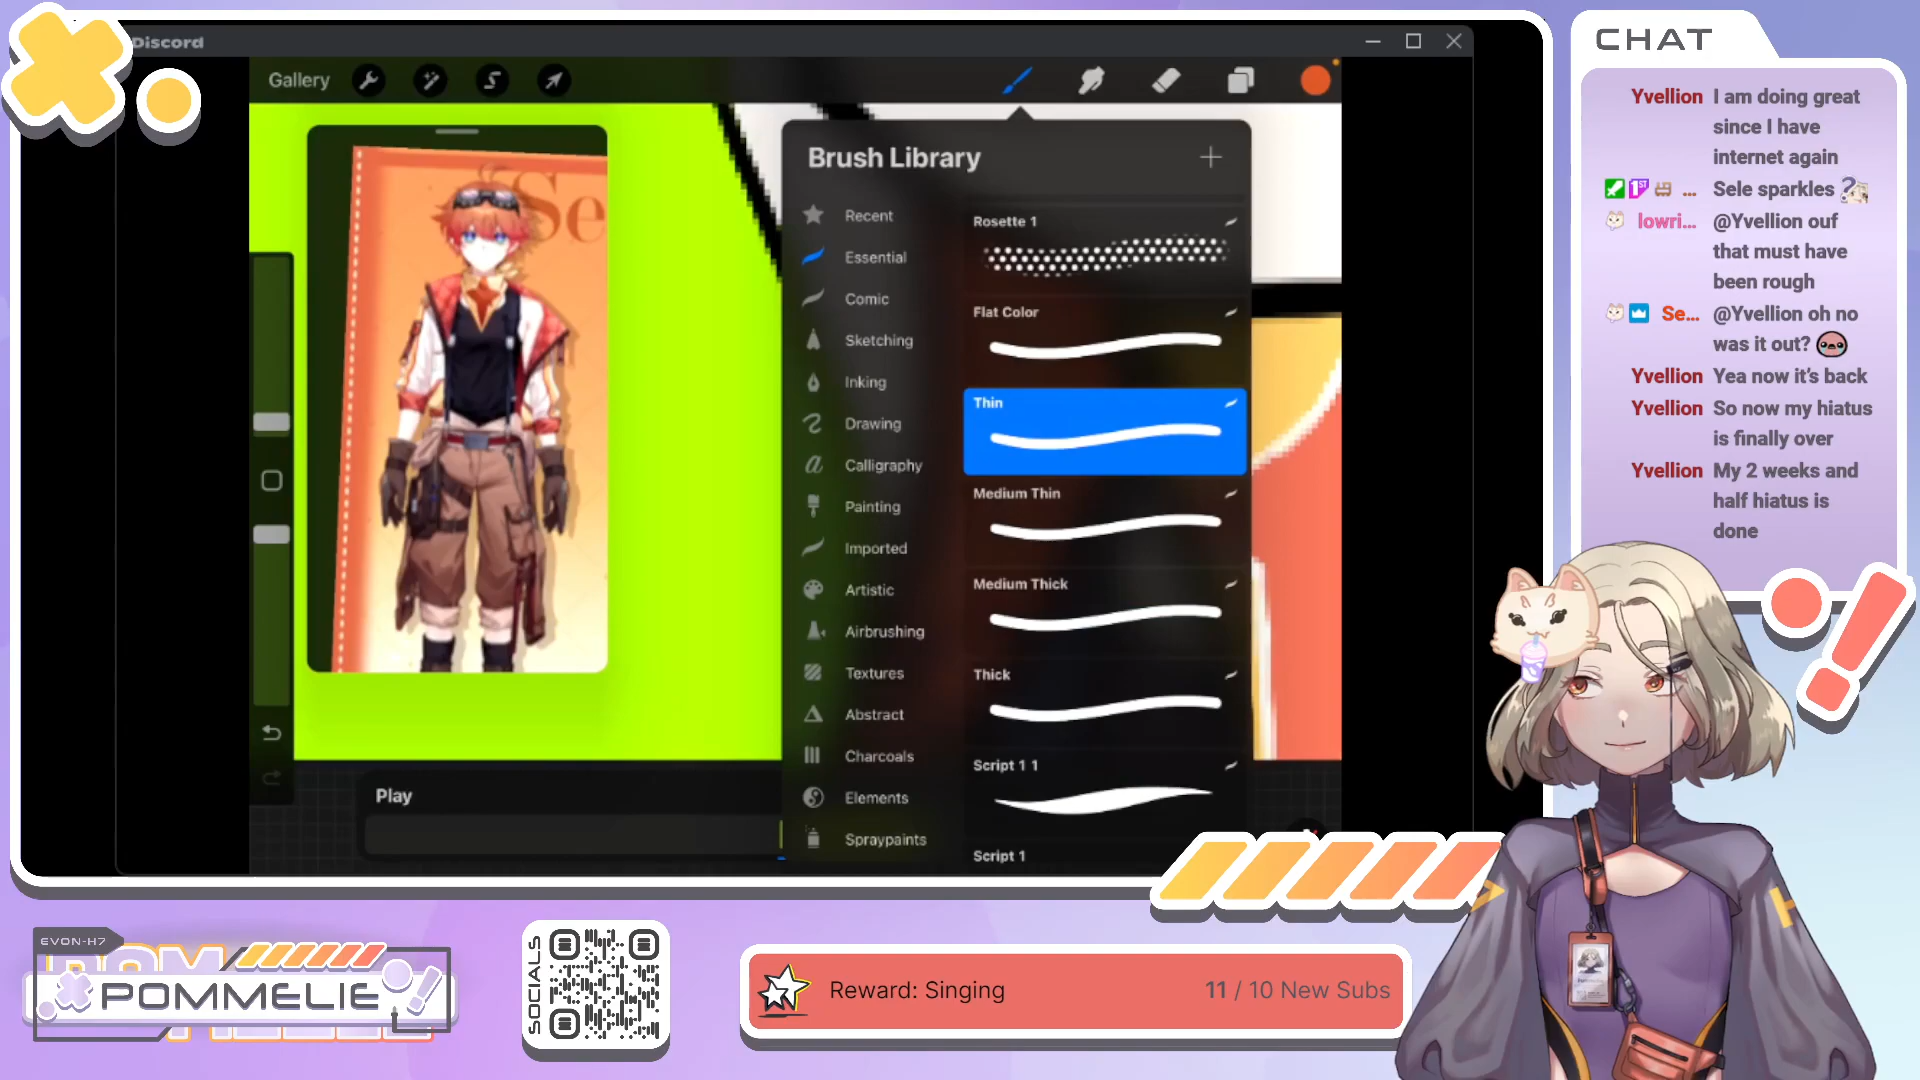 Discord
Gallery
Se
Brush Library
Recent
Essential
Comic
Sketching
Inking
Drawing
Calligraphy
Painting
Imported
Artistic
Airbrushing
Textures
Abstract
Charcoals
Elements
Spraypaints
Rosette 1
Flat Color
Thin
Medium Thin
Medium Thick
Thick
Script 1 1
Script 1
Play
CHAT
Yvellion I am doing great
since I have
internet again
1ST ... Sele sparkles
lowri... @Yvellion ouf
that must have
been rough
Se... @Yvellion oh no
was it out?
Yvellion Yea now it's back
Yvellion So now my hiatus
is finally over
Yvellion My 2 weeks and
half hiatus is
done
EVON-H7
POMMELIE
SOCIALS
Reward: Singing
11 / 10 New Subs